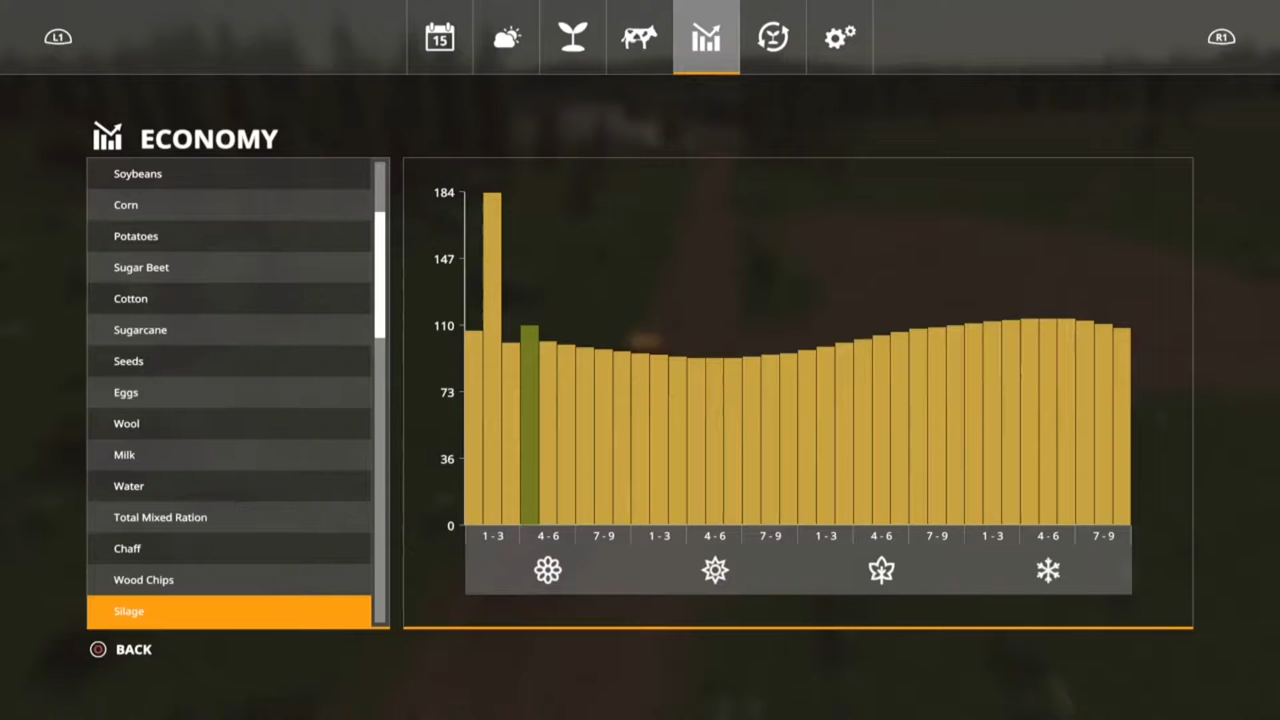 L1
15
R1
ECONOMY
Soybeans
Corn
Potatoes
Sugar Beet
Cotton
Sugarcane
Seeds
Eggs
Wool
Milk
Water
Total Mixed Ration
Chaff
Wood Chips
Silage
184
147
110
73
36
0
1 - 3 4 - 6 7 - 9 1 - 3 4 - 6 7 - 9 1 - 3 4 - 6 7 - 9 1 - 3 4 - 6 7 - 9
BACK